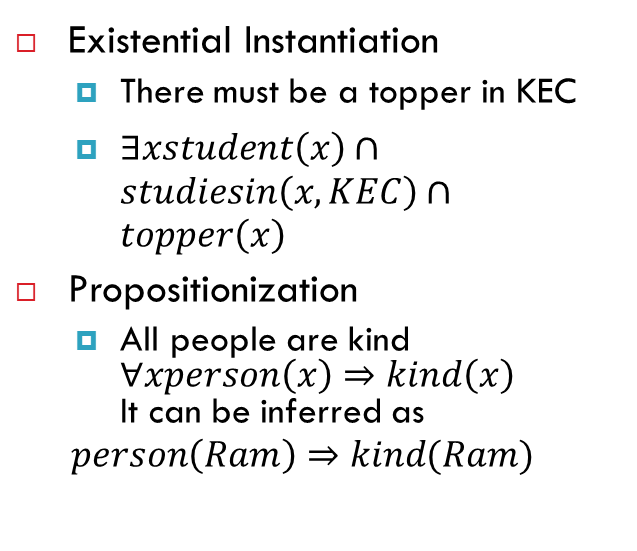 Existential Instantiation
There must be a topper in KEC
∃xstudent(x) ∩
studiesin(x, KEC) ∩
topper(x)
Propositionization
All people are kind
∀xperson(x) ⇒ kind(x)
It can be inferred as
person(Ram) ⇒ kind(Ram)